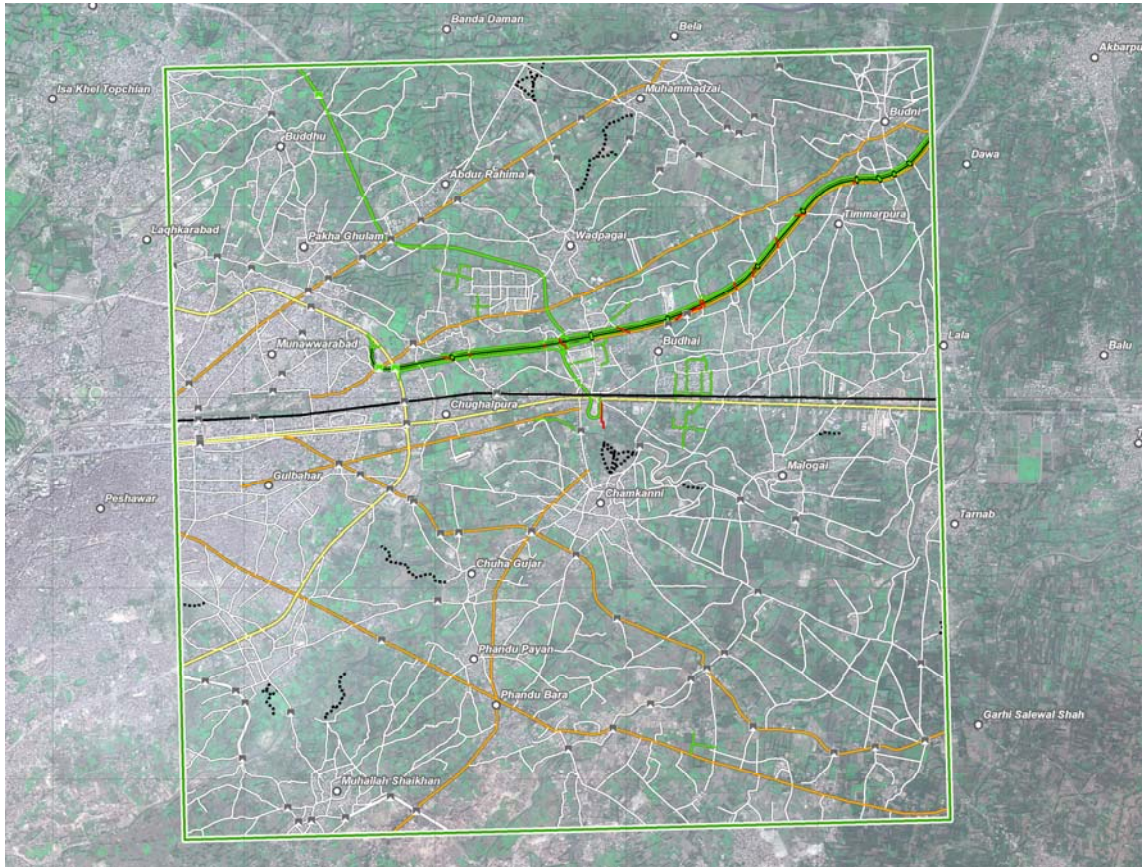 Banda Daman
Bela
Akbarpu
Isa Khel Topchian
Muhammadzai
Budni
Buddhu
Dawa
Abdur Rahima
Timmarpura
Laghkarabad
Pakha Ghulam
Wadpagai
Munawwarabad
Budhai
Lala
Balu
Chughalpura
T
Gulbahar
Malogai
Peshawar
Chamkanni
Tarnab
Chuha Gujar
Phandu Payan
Phandu Bara
Garhi Salewal Shah
Muhallah Shaikhan